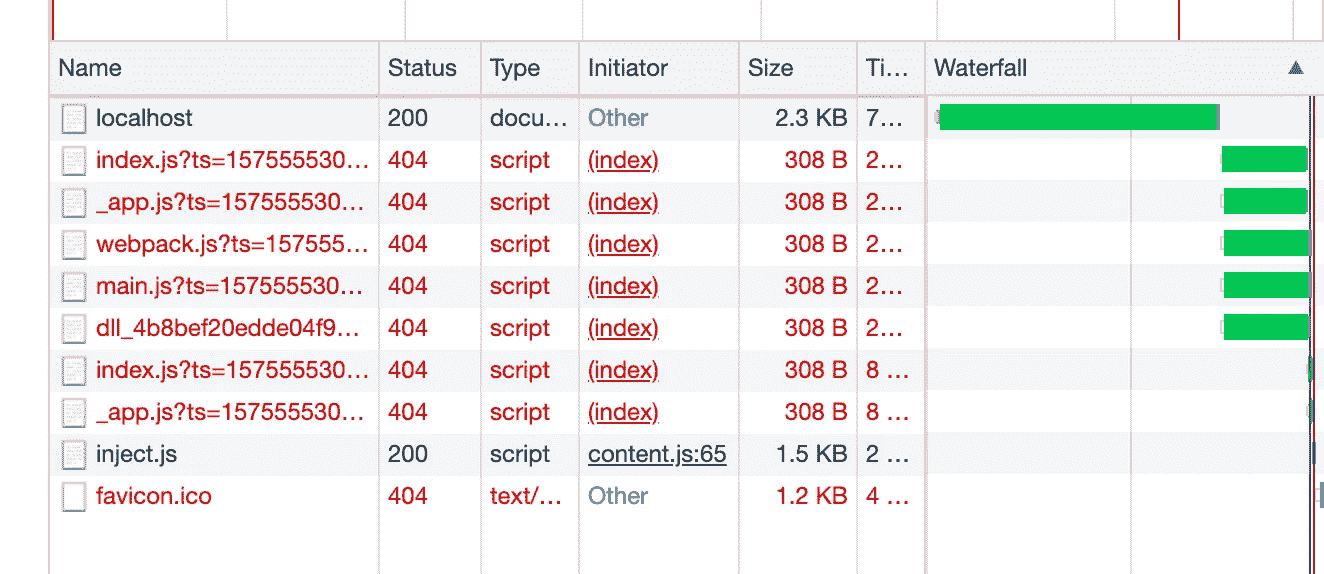 Name Status Type Initiator Size Ti... Waterfall
localhost 200 docu... Other 2.3 KB 7...
index.js?ts=157555530... 404 script (index) 308 B 2...
_app.js?ts=157555530... 404 script (index) 308 B 2...
webpack.js?ts=157555... 404 script (index) 308 B 2...
main.js?ts=157555530... 404 script (index) 308 B 2...
dll_4b8bef20edde04f9... 404 script (index) 308 B 2...
index.js?ts=157555530... 404 script (index) 308 B 8 ...
_app.js?ts=157555530... 404 script (index) 308 B 8 ...
inject.js 200 script content.js:65 1.5 KB 2 ...
favicon.ico 404 text/... Other 1.2 KB 4 ...